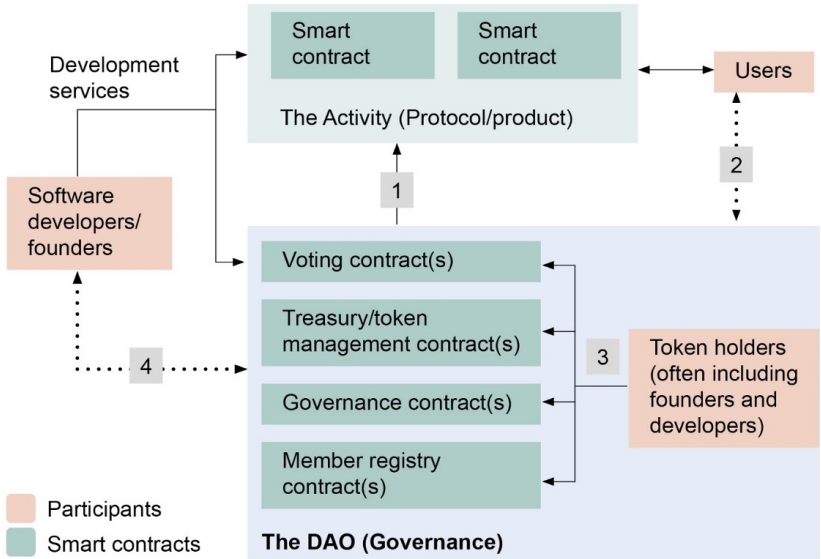 Smart
contract
Smart
contract
Development
services
Users
The Activity (Protocol/product)
1
2
Software
developers/
founders
Voting contract(s)
Treasury/token
management contract(s)
3
Token holders
(often including
founders and
developers)
4
Governance contract(s)
Member registry
contract(s)
Participants
Smart contracts
The DAO (Governance)